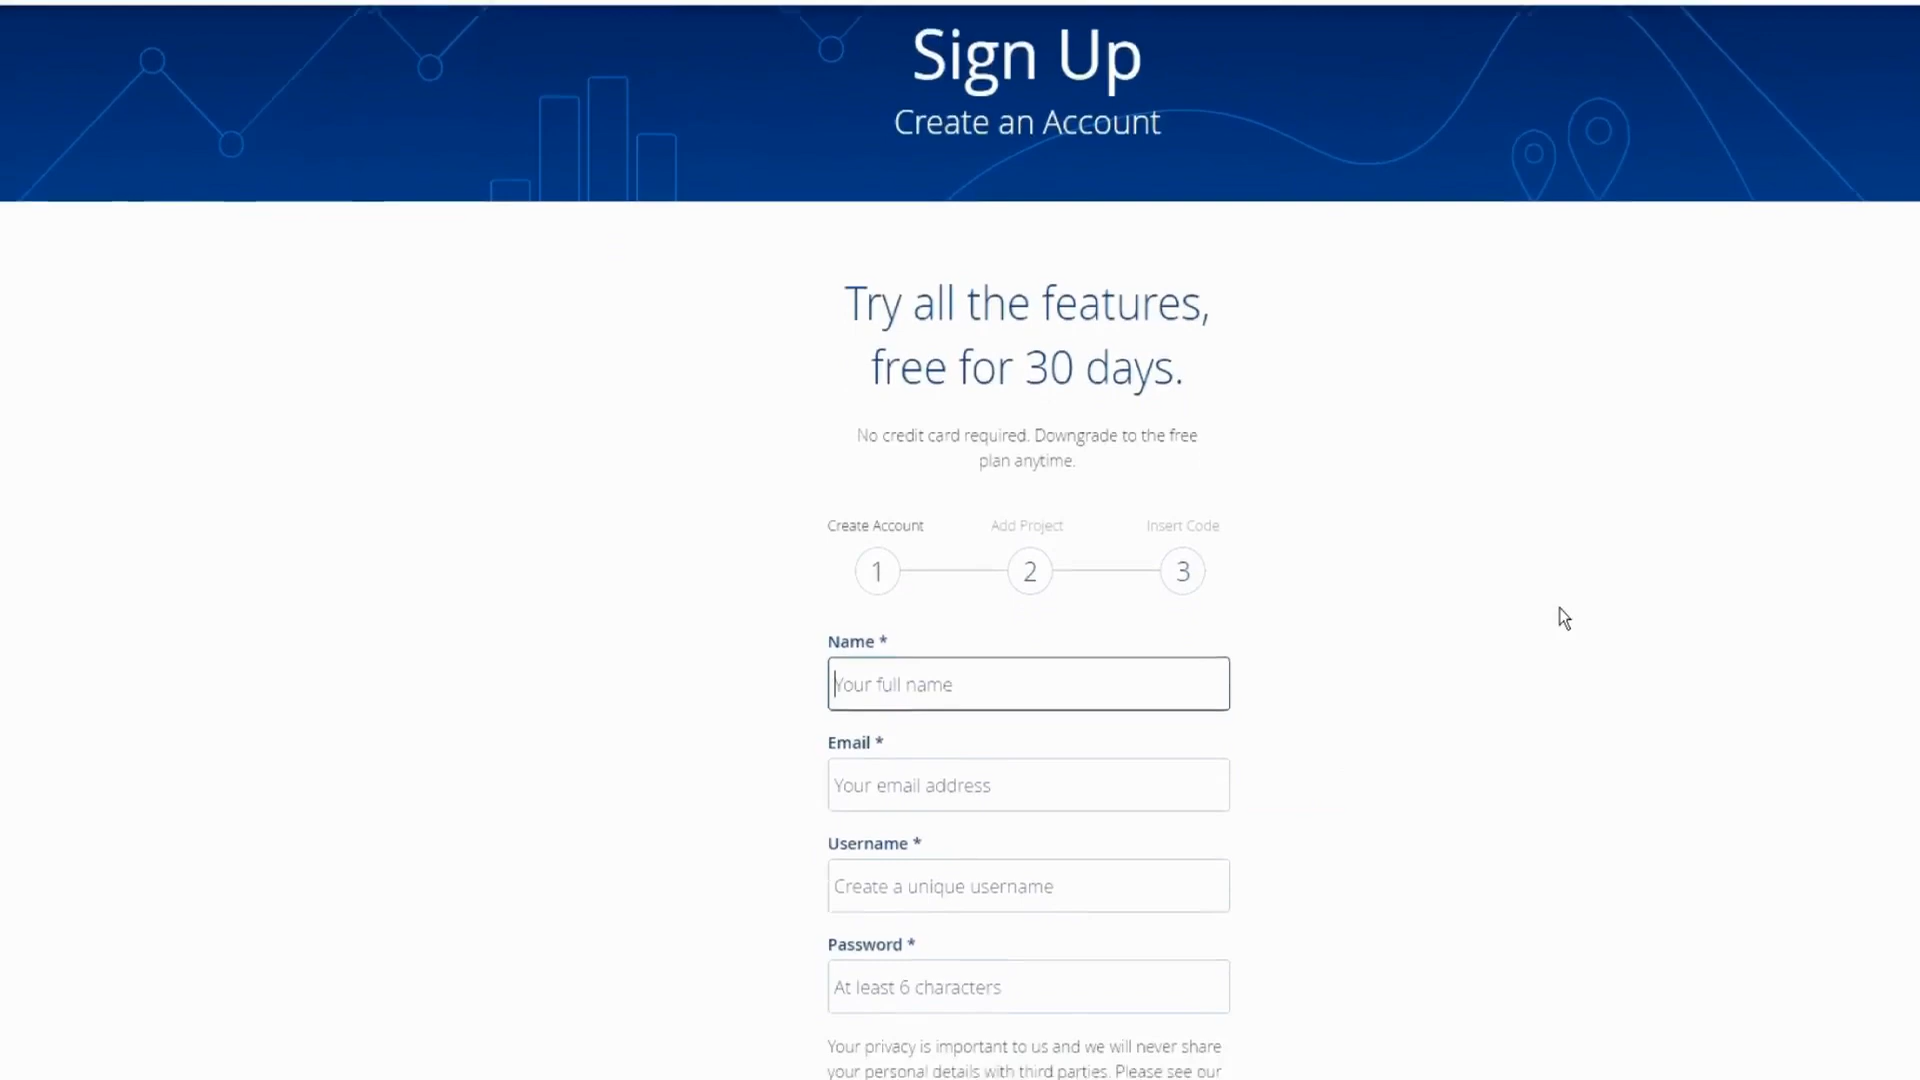 Sign Up
Create an Account
Try all the features,
free for 30 days.
No credit card required. Downgrade to the free
plan anytime.
Create Account Add Project Insert Code
1 2 3
Name *
Your full name
Email *
Your email address
Username *
Create a unique username
Password *
At least 6 characters
Your privacy is important to us and we will never share
your personal details with third parties. Please see our